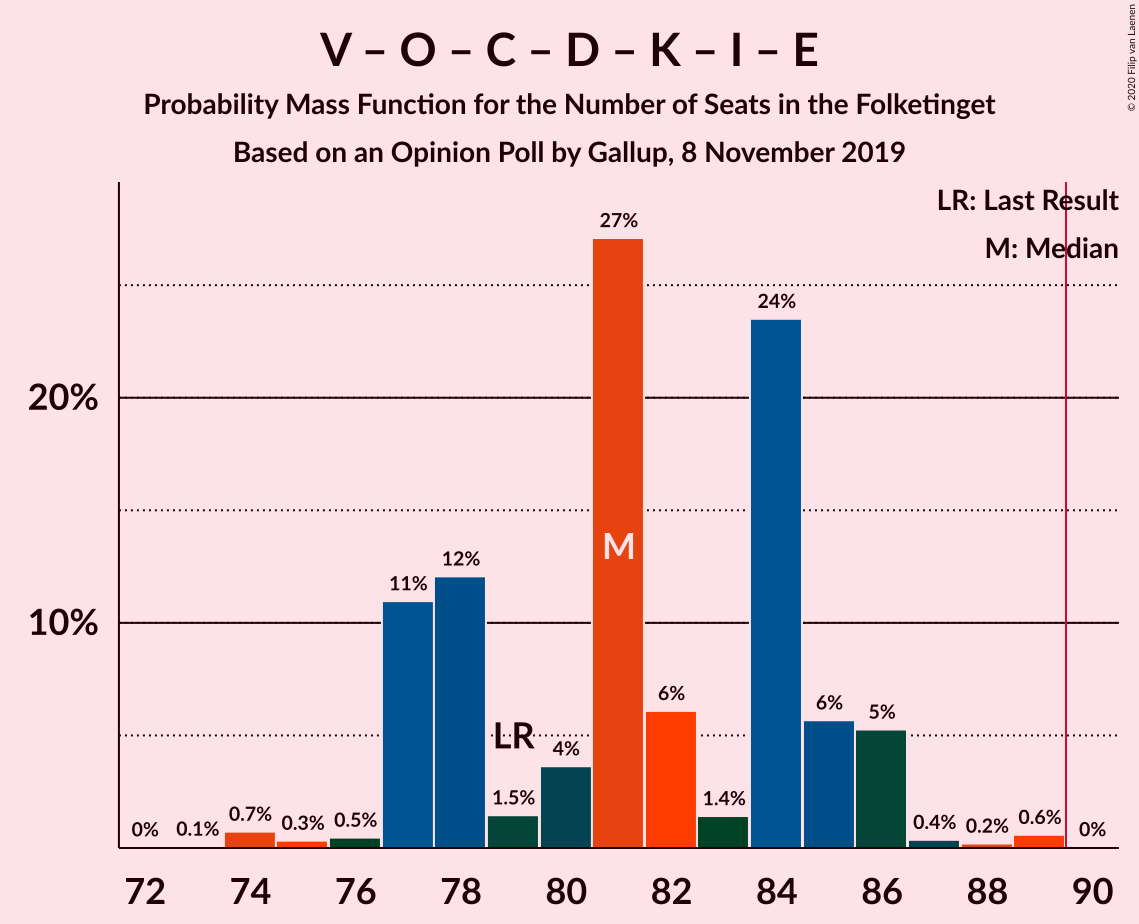 V – O – C – D – K – I – E
Probability Mass Function for the Number of Seats in the Folketinget
Based on an Opinion Poll by Gallup, 8 November 2019
© 2020 Filip van Laenen
LR: Last Result
M: Median
20%
10%
0%
0.1%
0.7%
0.3%
0.5%
11%
12%
LR
1.5%
4%
27%
M
6%
1.4%
24%
6%
5%
0.4%
0.2%
0.6%
0%
72 74 76 78 80 82 84 86 88 90